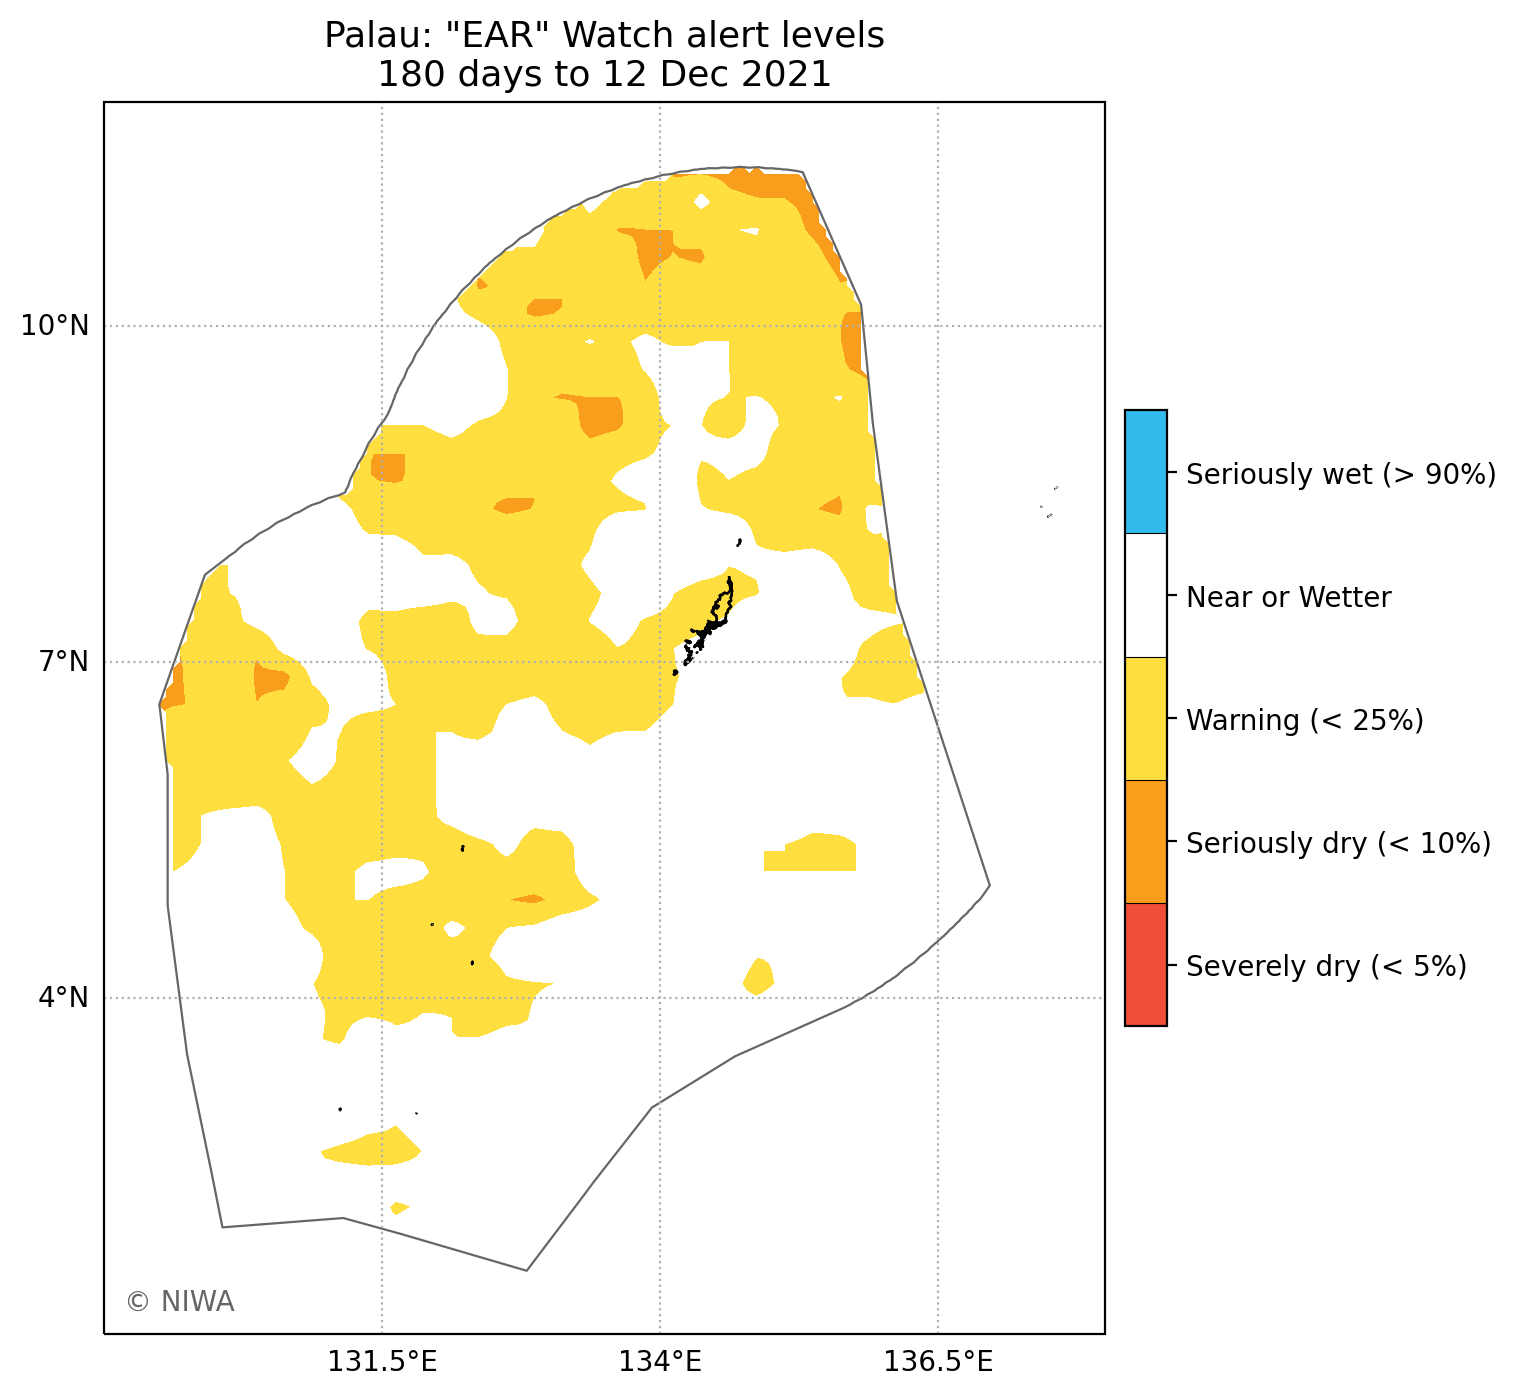 Palau: "EAR" Watch alert levels
180 days to 12 Dec 2021
10°N
7°N
4°N
131.5°E
134°E
136.5°E
Seriously wet (> 90%)
Near or Wetter
Warning (< 25%)
Seriously dry (< 10%)
Severely dry (< 5%)
© NIWA